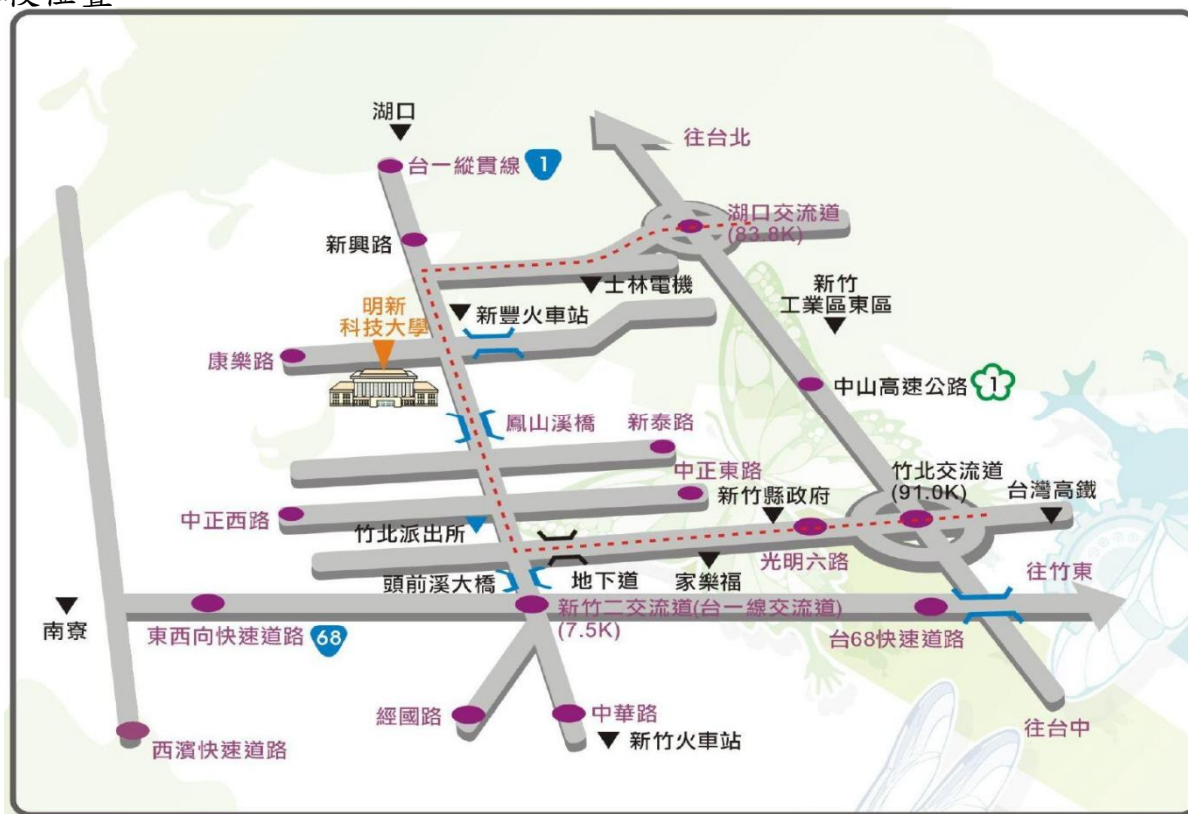 校位置
湖口
台一縱貫線 1
往台北
湖口交流道
(83.8K)
新興路
士林電機
新竹
工業區東區
明新
科技大學
新豐火車站
康樂路
中山高速公路 1
鳳山溪橋
新泰路
中正東路
竹北交流道
(91.0K)
新竹縣政府
台灣高鐵
中正西路
竹北派出所
光明六路
頭前溪大橋
地下道
家樂福
往竹東
南寮
東西向快速道路 68
新竹二交流道(台一線交流道)
(7.5K)
台68快速道路
經國路
中華路
新竹火車站
往台中
西濱快速道路